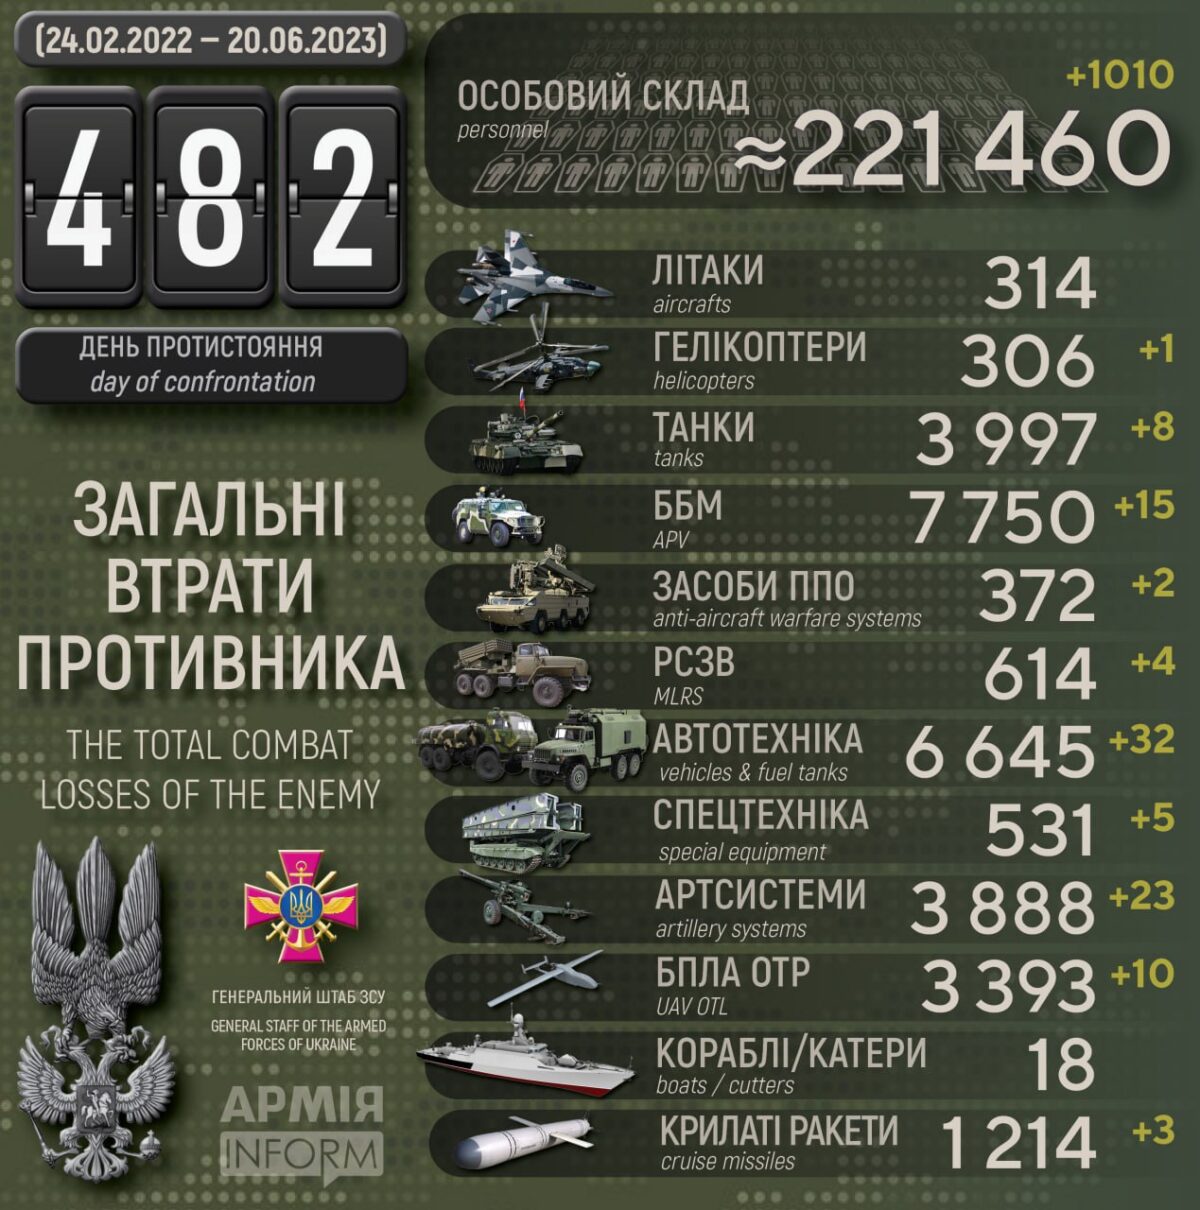 (24.02.2022 – 20.06.2023)
482
ДЕНЬ ПРОТИСТОЯННЯ
day of confrontation
ЗАГАЛЬНІ
ВТРАТИ
ПРОТИВНИКА
THE TOTAL COMBAT
LOSSES OF THE ENEMY
ГЕНЕРАЛЬНИЙ ШТАБ ЗСУ
GENERAL STAFF OF THE ARMED
FORCES OF UKRAINE
АРМІЯ
INFORM
ОСОБОВИЙ СКЛАД
personnel
+1010
≈221 460
ЛІТАКИ
aircrafts
314
ГЕЛІКОПТЕРИ
helicopters
306
+1
ТАНКИ
tanks
3 997
+8
ББМ
APV
7 750
+15
ЗАСОБИ ППО
anti-aircraft warfare systems
372
+2
РСЗВ
MLRS
614
+4
АВТОТЕХНІКА
vehicles & fuel tanks
6 645
+32
СПЕЦТЕХНІКА
special equipment
531
+5
АРТСИСТЕМИ
artillery systems
3 888
+23
БПЛА ОТР
UAV OTL
3 393
+10
КОРАБЛІ/КАТЕРИ
boats / cutters
18
КРИЛАТІ РАКЕТИ
cruise missiles
1 214
+3